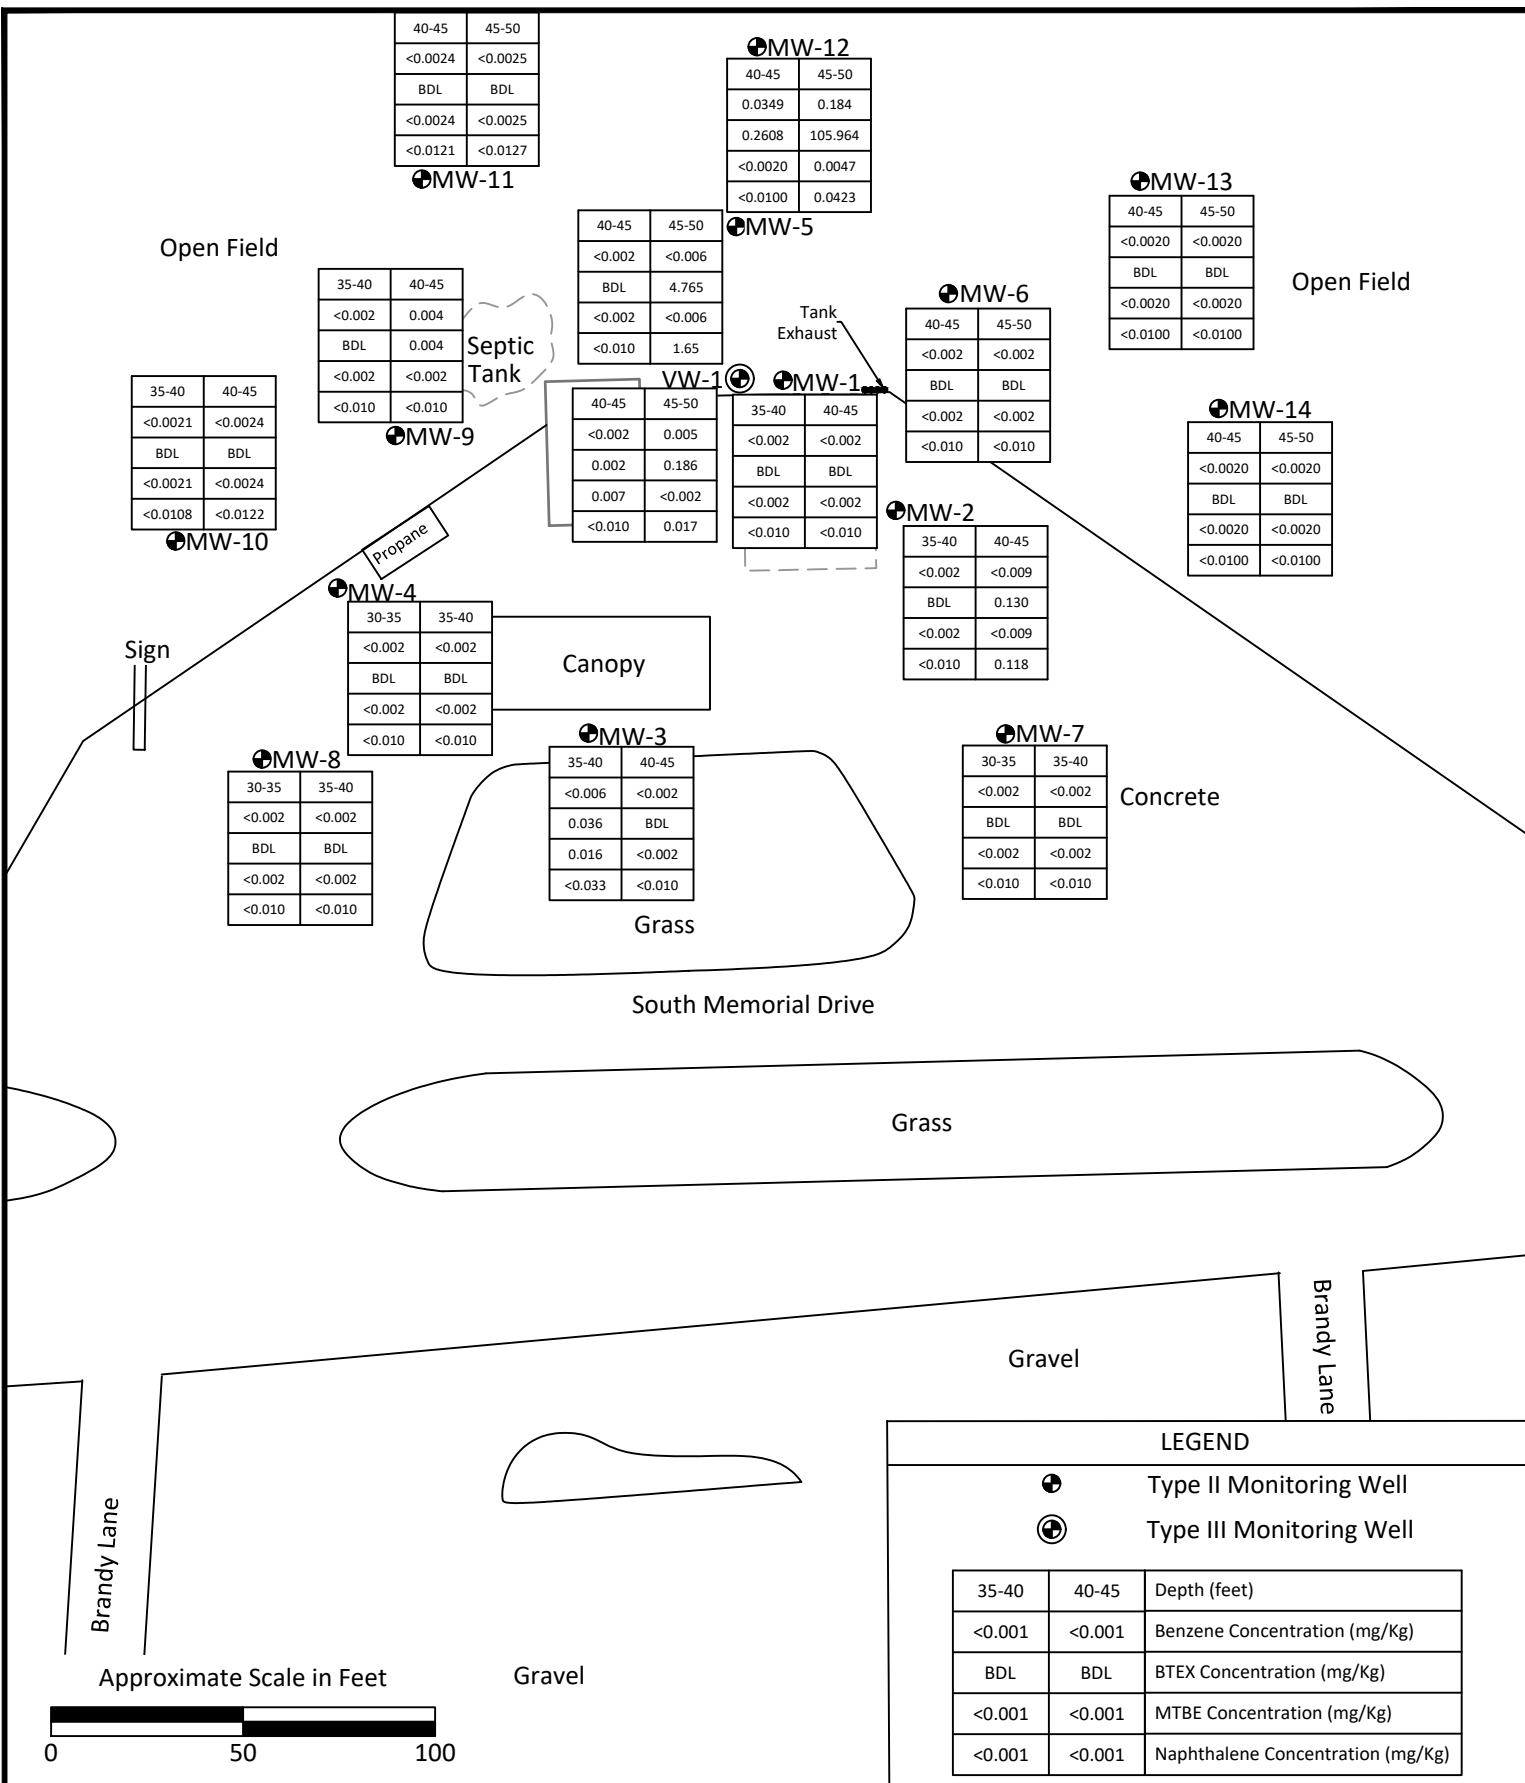 40-45 45-50
<0.0024 <0.0025
BDL BDL
<0.0024 <0.0025
<0.0121 <0.0127
MW-11
MW-12
40-45 45-50
0.0349 0.184
0.2608 105.964
<0.0020 0.0047
<0.0100 0.0423
MW-5
40-45 45-50
<0.002 <0.006
BDL 4.765
<0.002 <0.006
<0.010 1.65
MW-13
40-45 45-50
<0.0020 <0.0020
BDL BDL
<0.0020 <0.0020
<0.0100 <0.0100
Open Field
Open Field
35-40 40-45
<0.002 0.004
BDL 0.004
<0.002 <0.002
<0.010 <0.010
MW-9
Septic
Tank
Tank
Exhaust
MW-6
40-45 45-50
<0.002 <0.002
BDL BDL
<0.002 <0.002
<0.010 <0.010
35-40 40-45
<0.0021 <0.0024
BDL BDL
<0.0021 <0.0024
<0.0108 <0.0122
MW-10
VW-1
40-45 45-50
<0.002 0.005
0.002 0.186
0.007 <0.002
<0.010 0.017
MW-1
35-40 40-45
<0.002 <0.002
BDL BDL
<0.002 <0.002
<0.010 <0.010
MW-14
40-45 45-50
<0.0020 <0.0020
BDL BDL
<0.0020 <0.0020
<0.0100 <0.0100
MW-2
35-40 40-45
<0.002 <0.009
BDL 0.130
<0.002 <0.009
<0.010 0.118
Propane
MW-4
30-35 35-40
<0.002 <0.002
BDL BDL
<0.002 <0.002
<0.010 <0.010
Canopy
Sign
MW-8
30-35 35-40
<0.002 <0.002
BDL BDL
<0.002 <0.002
<0.010 <0.010
MW-3
35-40 40-45
<0.006 <0.002
0.036 BDL
0.016 <0.002
<0.033 <0.010
MW-7
30-35 35-40
<0.002 <0.002
BDL BDL
<0.002 <0.002
<0.010 <0.010
Concrete
Grass
South Memorial Drive
Grass
Brandy Lane
Gravel
Brandy Lane
Gravel
Approximate Scale in Feet
0 50 100
LEGEND
Type II Monitoring Well
Type III Monitoring Well
35-40 40-45 Depth (feet)
<0.001 <0.001 Benzene Concentration (mg/Kg)
BDL BDL BTEX Concentration (mg/Kg)
<0.001 <0.001 MTBE Concentration (mg/Kg)
<0.001 <0.001 Naphthalene Concentration (mg/Kg)